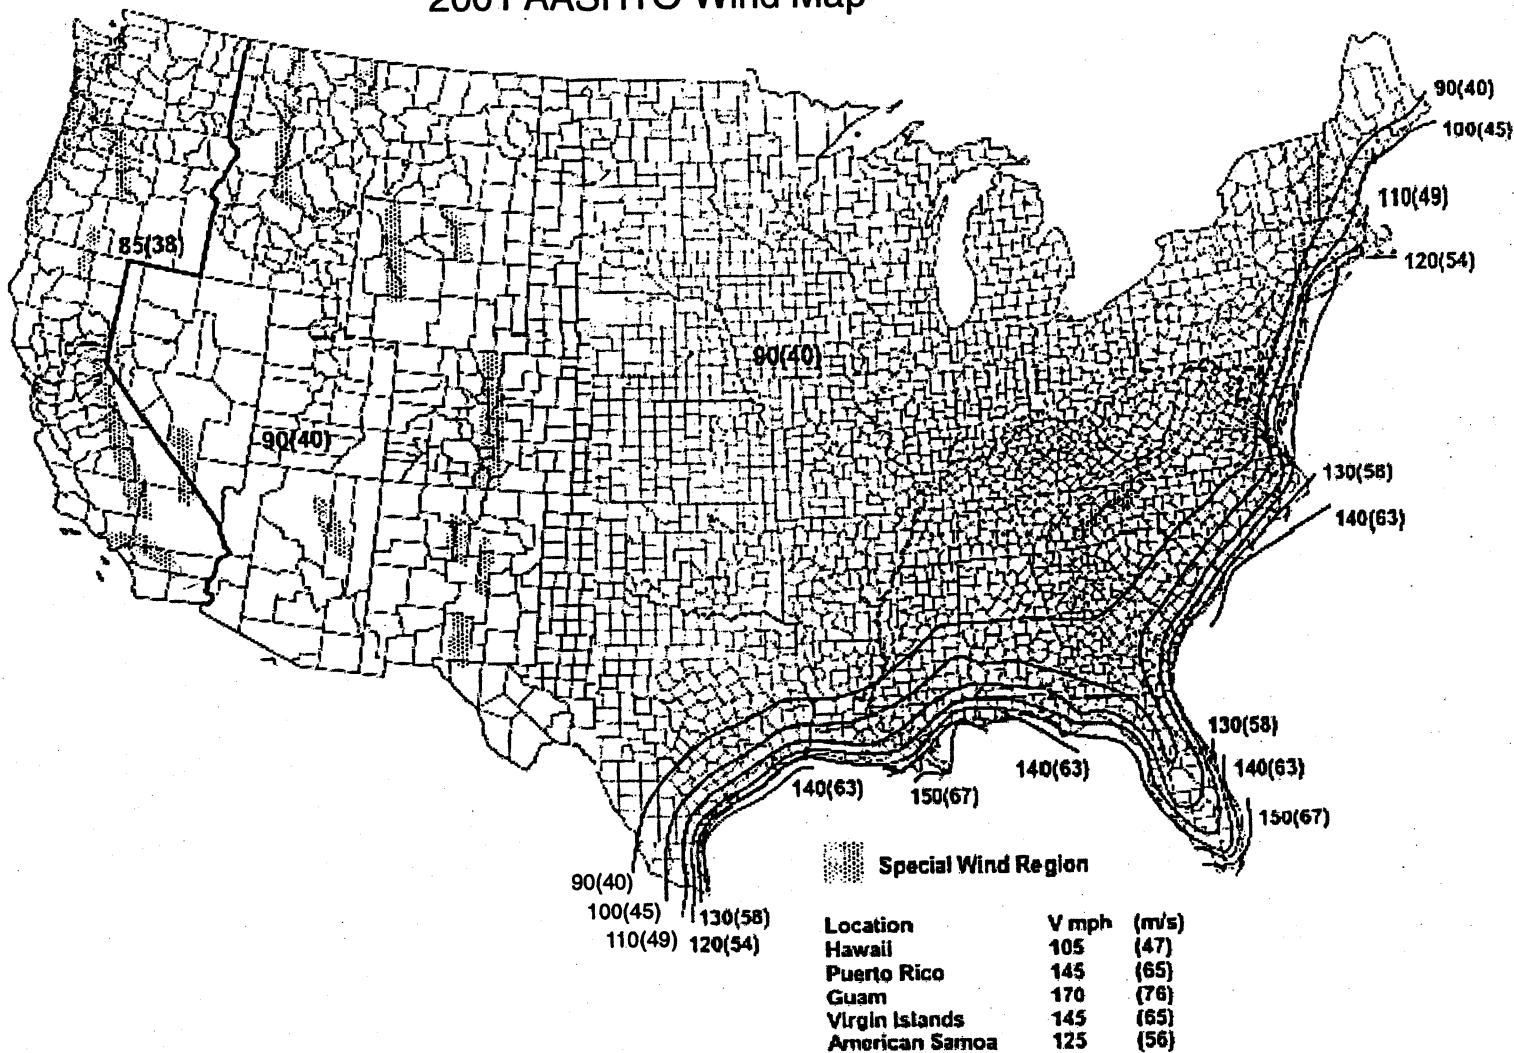 2001 AASHTO Wind Map
90(40)
100(45)
110(49)
120(54)
85(38)
90(40)
90(40)
130(58)
140(63)
130(58)
140(63)
150(67)
140(63)
150(67)
140(63)
90(40)
100(45)
110(49)
120(54)
130(58)
Special Wind Region
Location V mph (m/s)
Hawaii 105 (47)
Puerto Rico 145 (65)
Guam 170 (76)
Virgin Islands 145 (65)
American Samoa 125 (56)